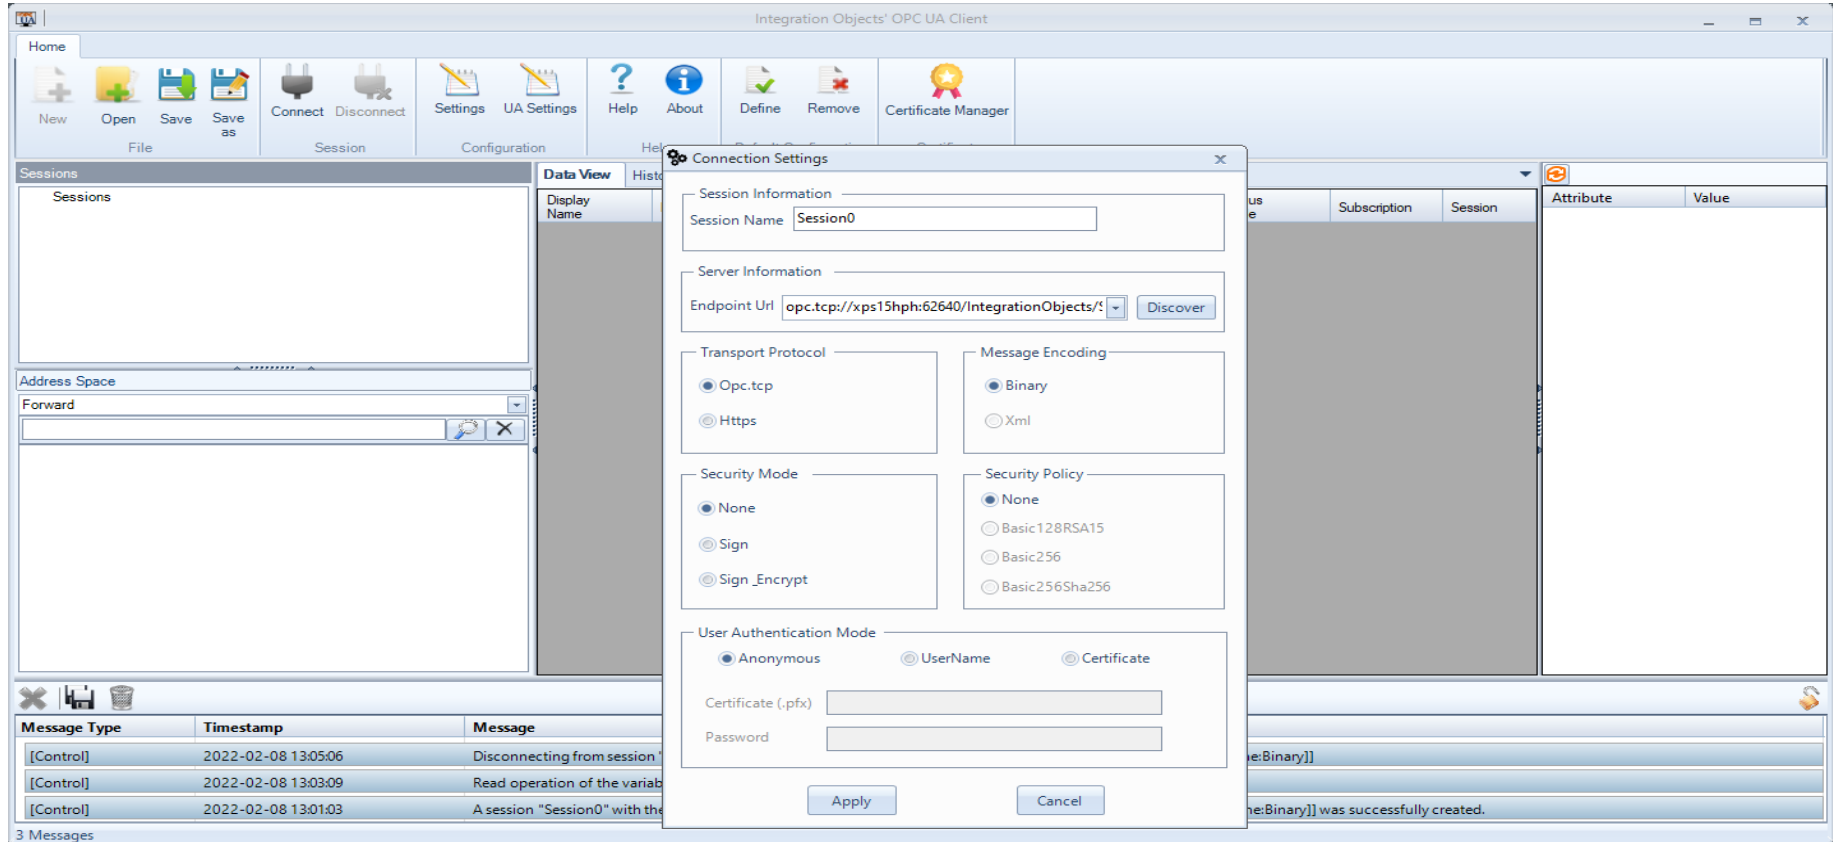 UA
Integration Objects' OPC UA Client
Home
New
Open
Save
Save as
Connect
Disconnect
Settings
UA Settings
Help
About
Define
Remove
Certificate Manager
File
Session
Configuration
Sessions
Sessions
Data View
Display Name
Subscription
Session
Attribute
Value
Address Space
Forward
Connection Settings
Session Information
Session Name
Session0
Server Information
Endpoint Url
opc.tcp://xps15hph:62640/IntegrationObjects/
Discover
Transport Protocol
Opc.tcp
Https
Message Encoding
Binary
Xml
Security Mode
None
Sign
Sign _Encrypt
Security Policy
None
Basic128RSA15
Basic256
Basic256Sha256
User Authentication Mode
Anonymous
UserName
Certificate
Certificate (.pfx)
Password
Apply
Cancel
Message Type
Timestamp
Message
[Control]
2022-02-08 13:05:06
Disconnecting from session
ne:Binary]]
[Control]
2022-02-08 13:03:09
Read operation of the variab
[Control]
2022-02-08 13:01:03
A session "Session0" with the
ne:Binary]] was successfully created.
3 Messages